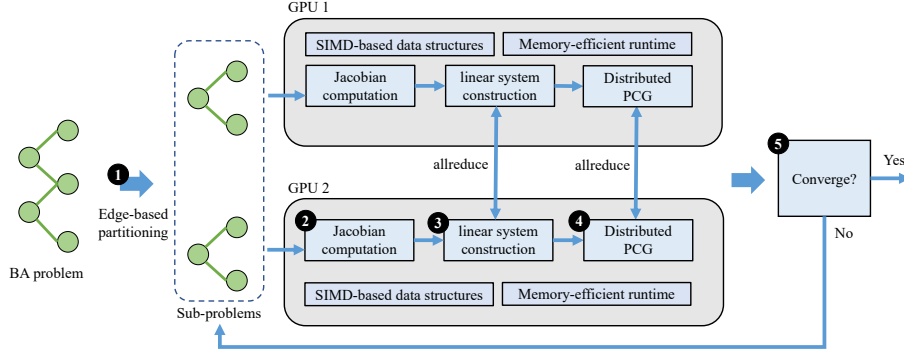 GPU 1
SIMD-based data structures
Memory-efficient runtime
Jacobian
computation
linear system
construction
Distributed
PCG
allreduce
allreduce
1
Edge-based
partitioning
BA problem
Sub-problems
GPU 2
2
Jacobian
computation
3
linear system
construction
4
Distributed
PCG
SIMD-based data structures
Memory-efficient runtime
5
Converge?
Yes
No